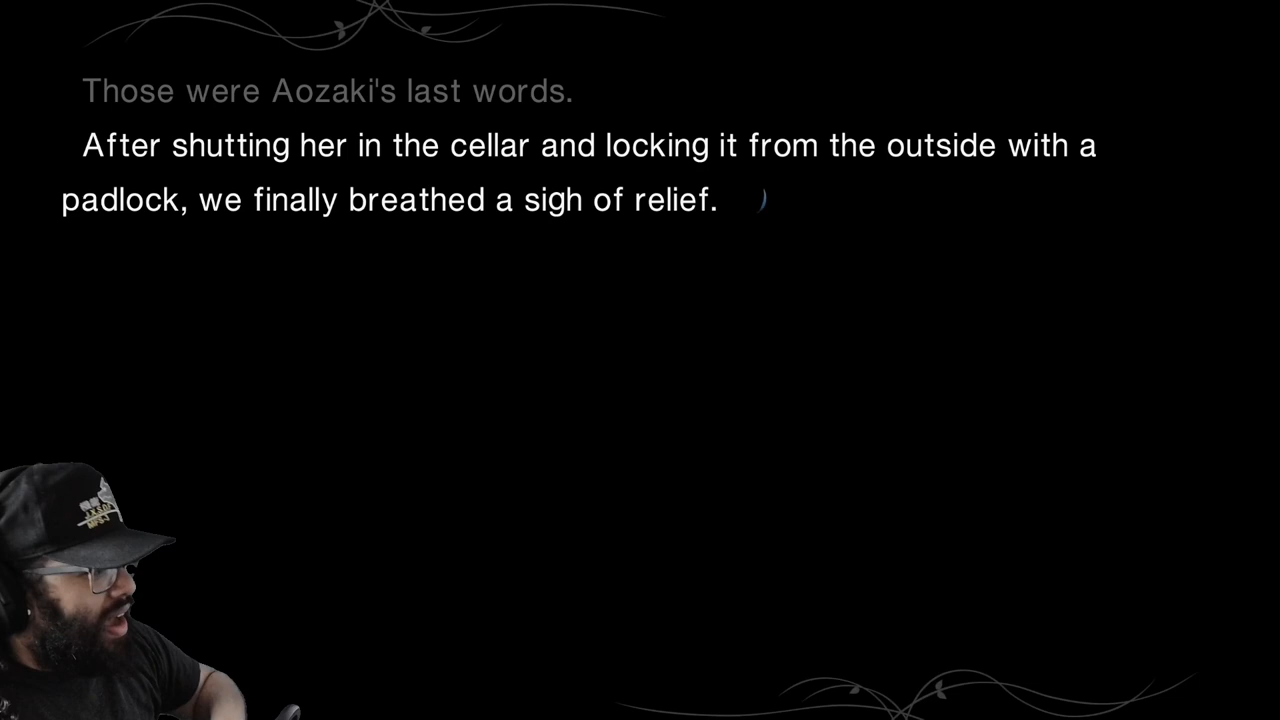 Those were Aozaki's last words.
After shutting her in the cellar and locking it from the outside with a
padlock, we finally breathed a sigh of relief.